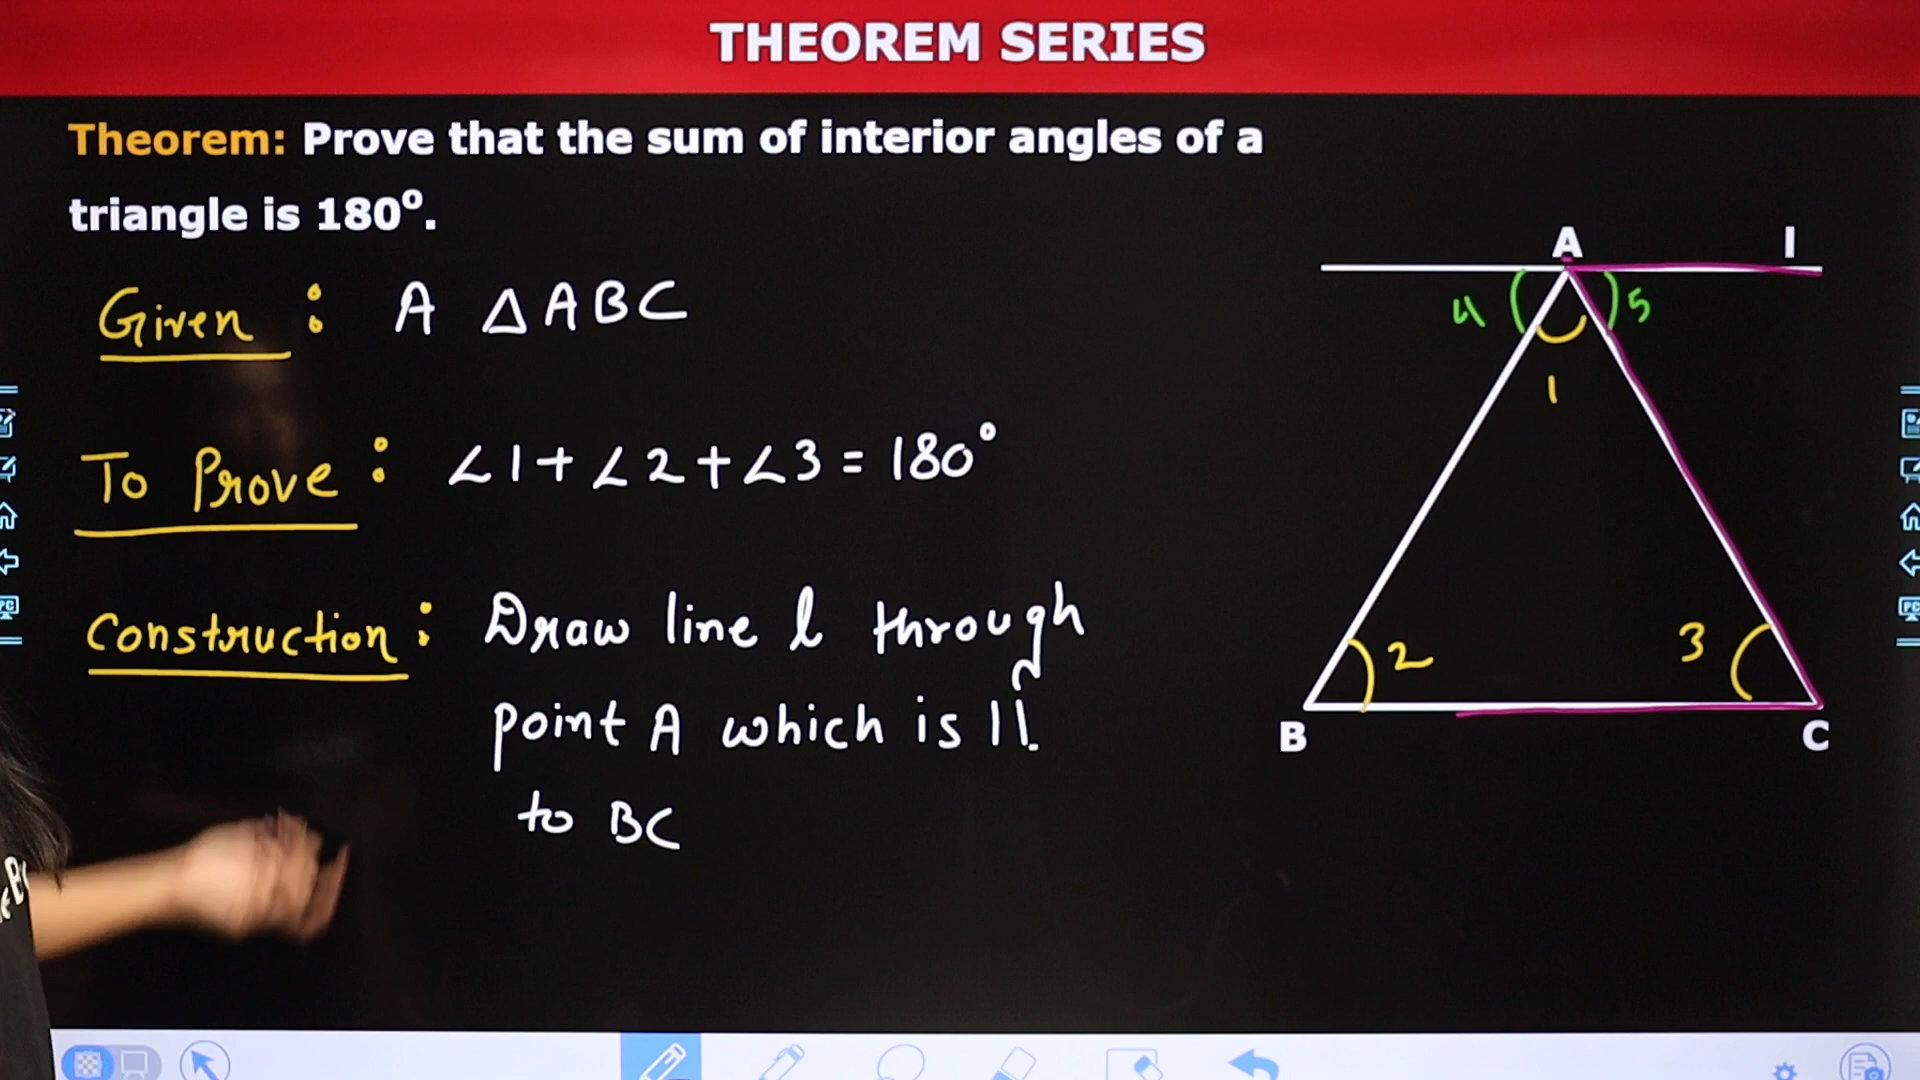 THEOREM SERIES
Theorem: Prove that the sum of interior angles of a
triangle is 180°.
Given : A △ABC
To Prove : ∠1+∠2+∠3 = 180°
Construction : Draw line l through
point A which is ||
to BC
A l
4 5
1
2 3
B C